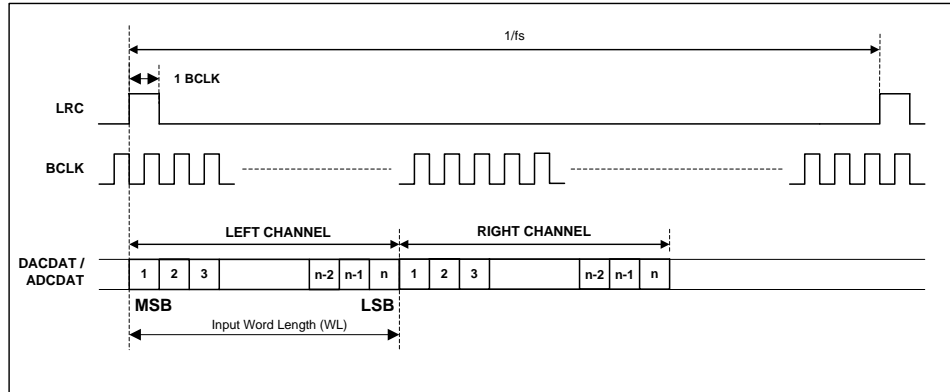 1/fs
1 BCLK
LRC
BCLK
LEFT CHANNEL
RIGHT CHANNEL
DACDAT /
ADCDAT
1 2 3 n-2 n-1 n 1 2 3 n-2 n-1 n
MSB LSB
Input Word Length (WL)